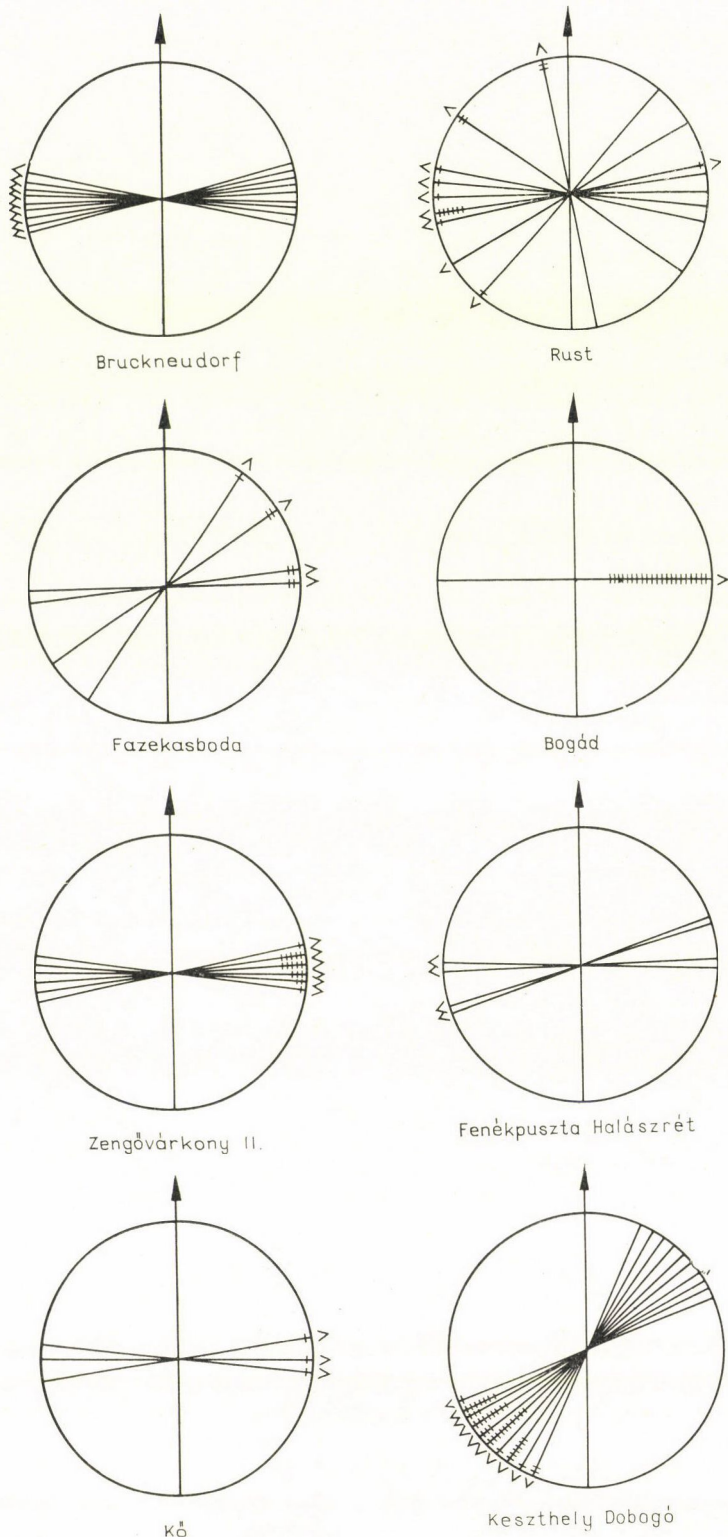 Bruckneudorf
Rust
Fazekasboda
Bogád
Zengővárkony II.
Fenékpuszta Halászrét
Kő
Keszthely Dobogó